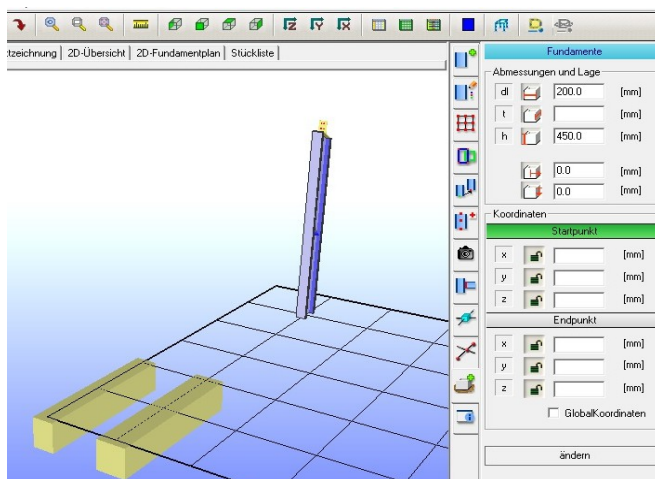 Z Y X
ktzeichnung 2D-Übersicht 2D-Fundamentplan Stückliste
Fundamente
Abmessungen und Lage
dl 200.0 [mm]
t [mm]
h 450.0 [mm]
0.0 [mm]
0.0 [mm]
Koordinaten
Startpunkt
x [mm]
y [mm]
z [mm]
Endpunkt
x [mm]
y [mm]
z [mm]
GlobalKoordinaten
ändern